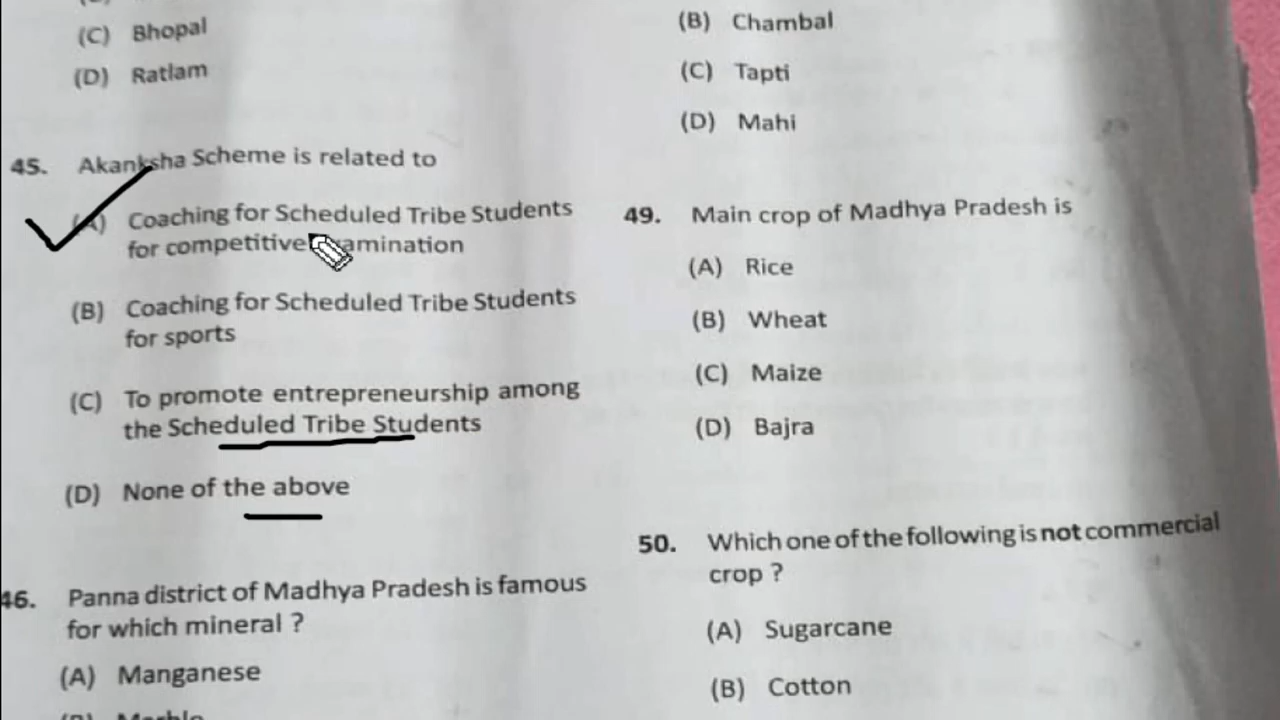 (C) Bhopal
(D) Ratlam
45. Akanksha Scheme is related to
(A) Coaching for Scheduled Tribe Students
for competitive amination
(B) Coaching for Scheduled Tribe Students
for sports
(C) To promote entrepreneurship among
the Scheduled Tribe Students
(D) None of the above
46. Panna district of Madhya Pradesh is famous
for which mineral ?
(A) Manganese
(B) Chambal
(C) Tapti
(D) Mahi
49. Main crop of Madhya Pradesh is
(A) Rice
(B) Wheat
(C) Maize
(D) Bajra
50. Which one of the following is not commercial
crop ?
(A) Sugarcane
(B) Cotton